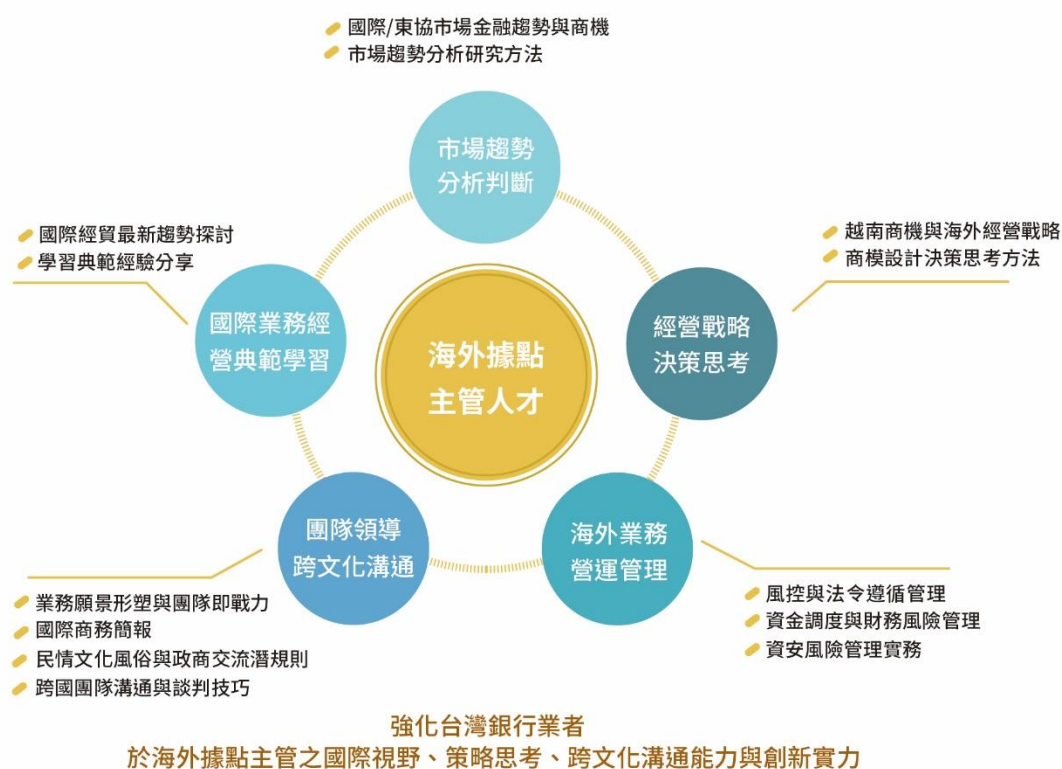 國際/東協市場金融趨勢與商機
市場趨勢分析研究方法
市場趨勢
分析判斷
國際經貿最新趨勢探討
學習典範經驗分享
越南商機與海外經營戰略
商模設計決策思考方法
國際業務經
營典範學習
海外據點
主管人才
經營戰略
決策思考
團隊領導
跨文化溝通
海外業務
營運管理
業務願景形塑與團隊即戰力
國際商務簡報
民情文化風俗與政商交流潛規則
跨國團隊溝通與談判技巧
風控與法令遵循管理
資金調度與財務風險管理
資安風險管理實務
強化台灣銀行業者
於海外據點主管之國際視野、策略思考、跨文化溝通能力與創新實力